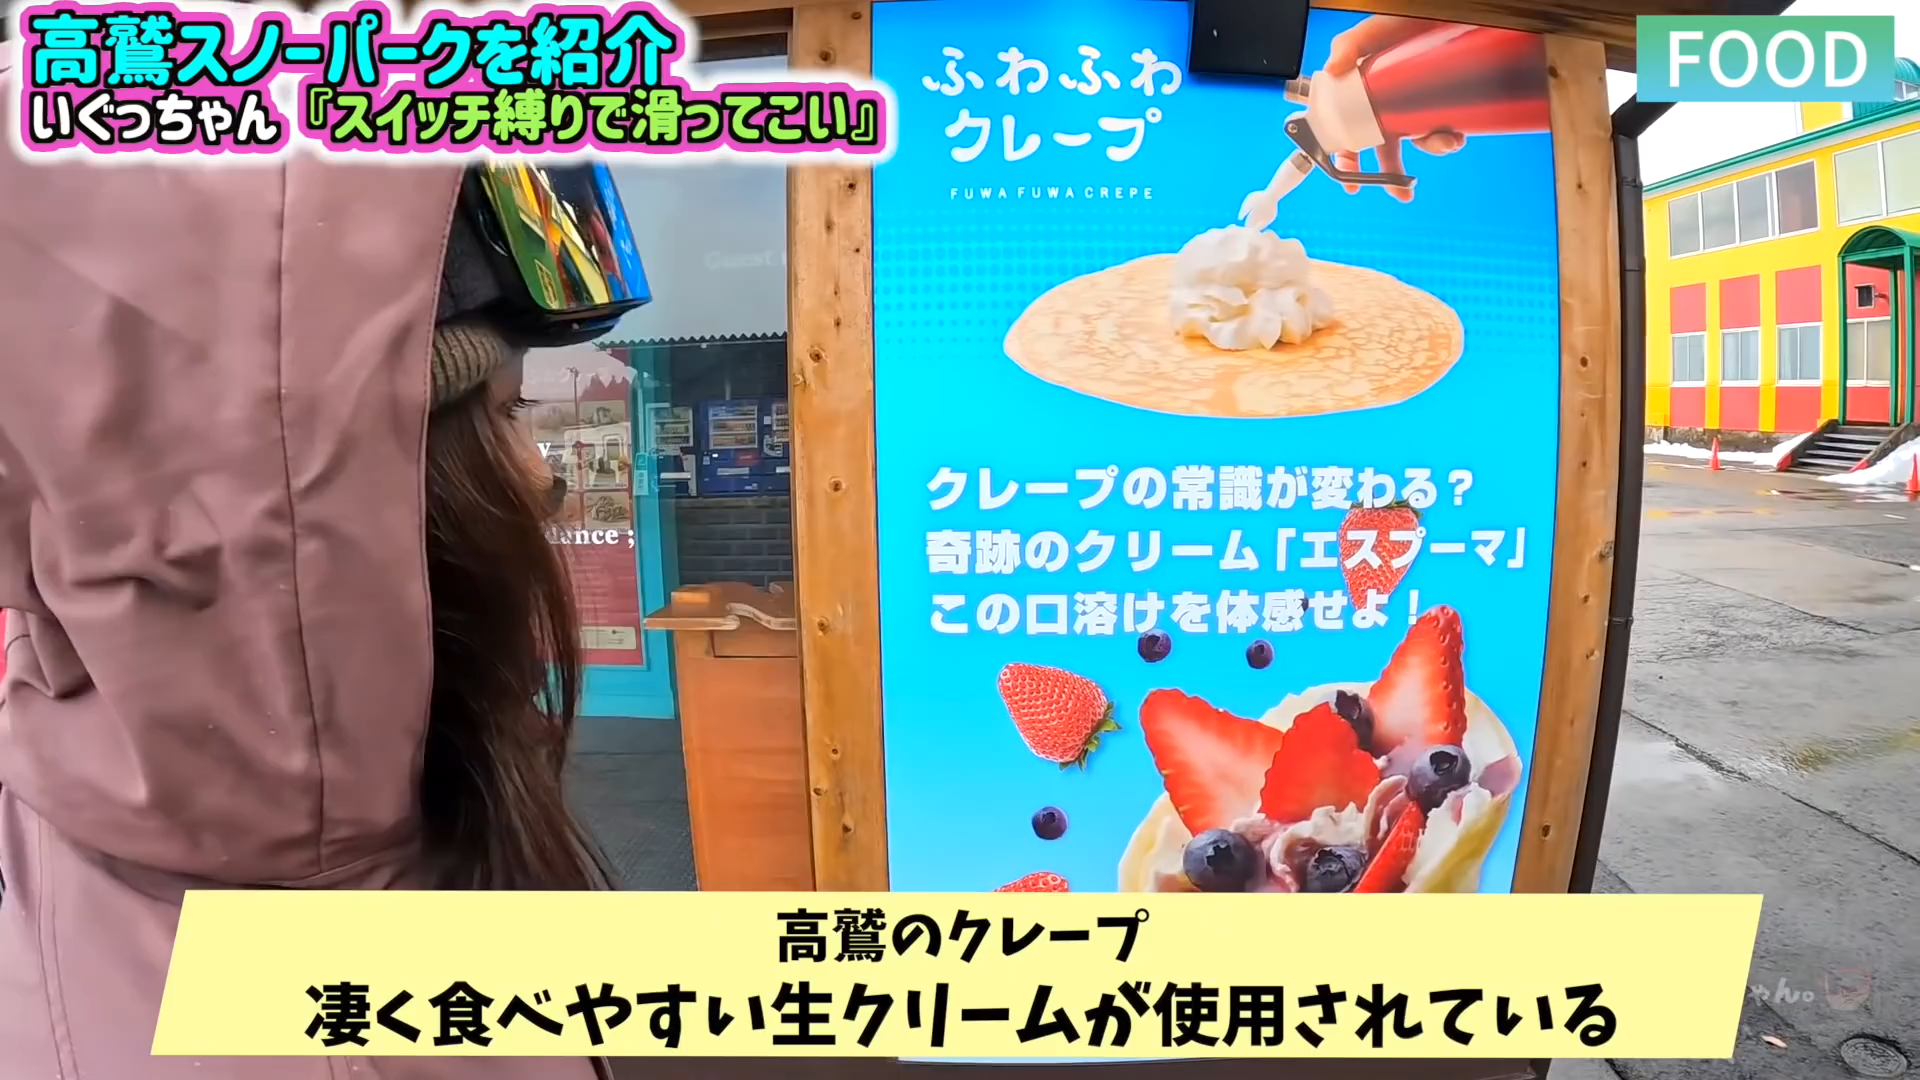 高鷲スノーパークを紹介
いぐっちゃん『スイッチ縛りで滑ってこい』
FOOD
ふわふわ
クレープ
FUWA FUWA CREPE
クレープの常識が変わる?
奇跡のクリーム「エスプーマ」
この口溶けを体感せよ!
Guest
dance ;
高鷲のクレープ
凄く食べやすい生クリームが使用されている
ゃん。